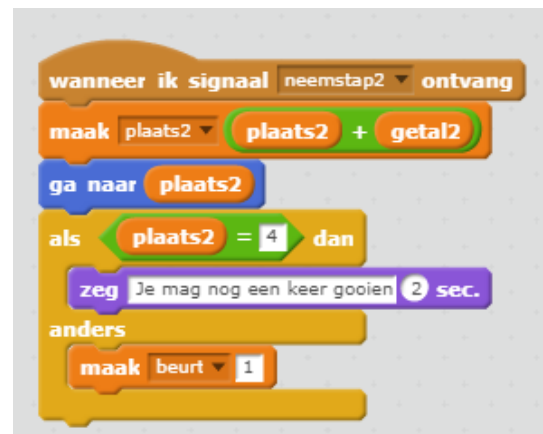 wanneer ik signaal neemstap2 ontvang
maak plaats2 plaats2 + getal2
ga naar plaats2
als plaats2 = 4 dan
zeg Je mag nog een keer gooien 2 sec.
anders
maak beurt 1